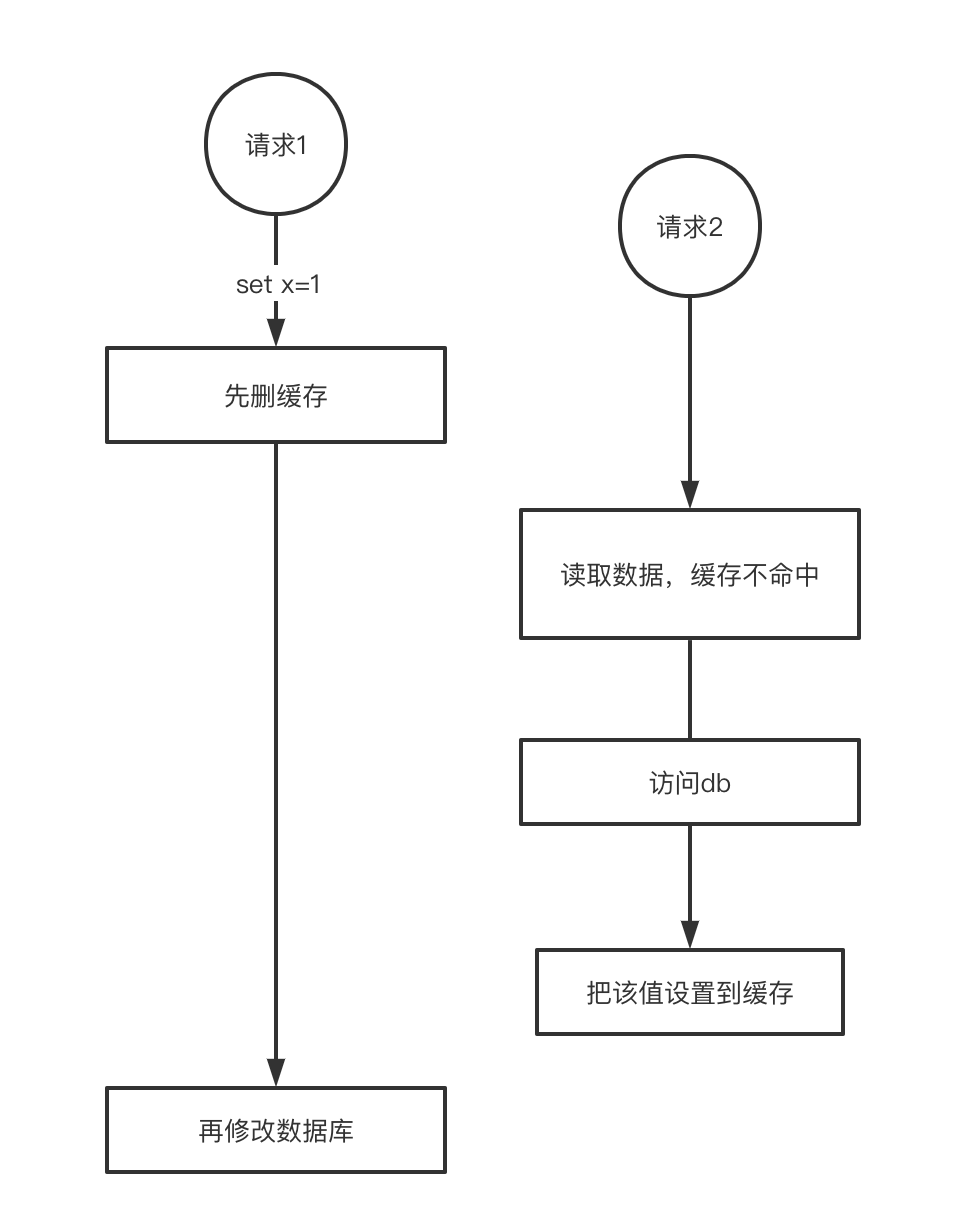 请求1
set x=1
先删缓存
再修改数据库
请求2
读取数据，缓存不命中
访问db
把该值设置到缓存